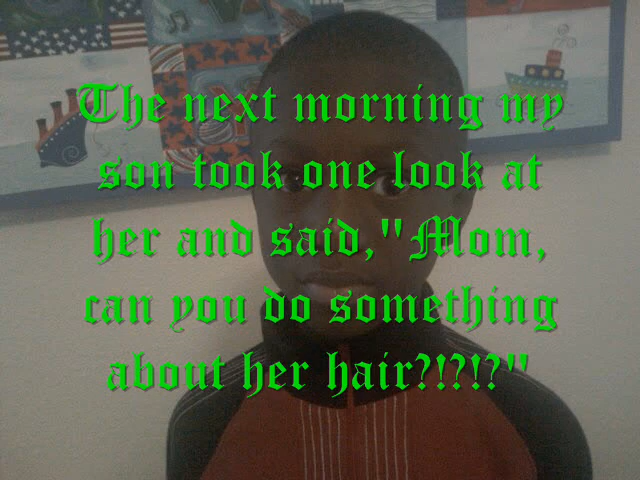 The next morning my
son took one look at
her and said,"Mom,
can you do something
about her hair?!?!?"